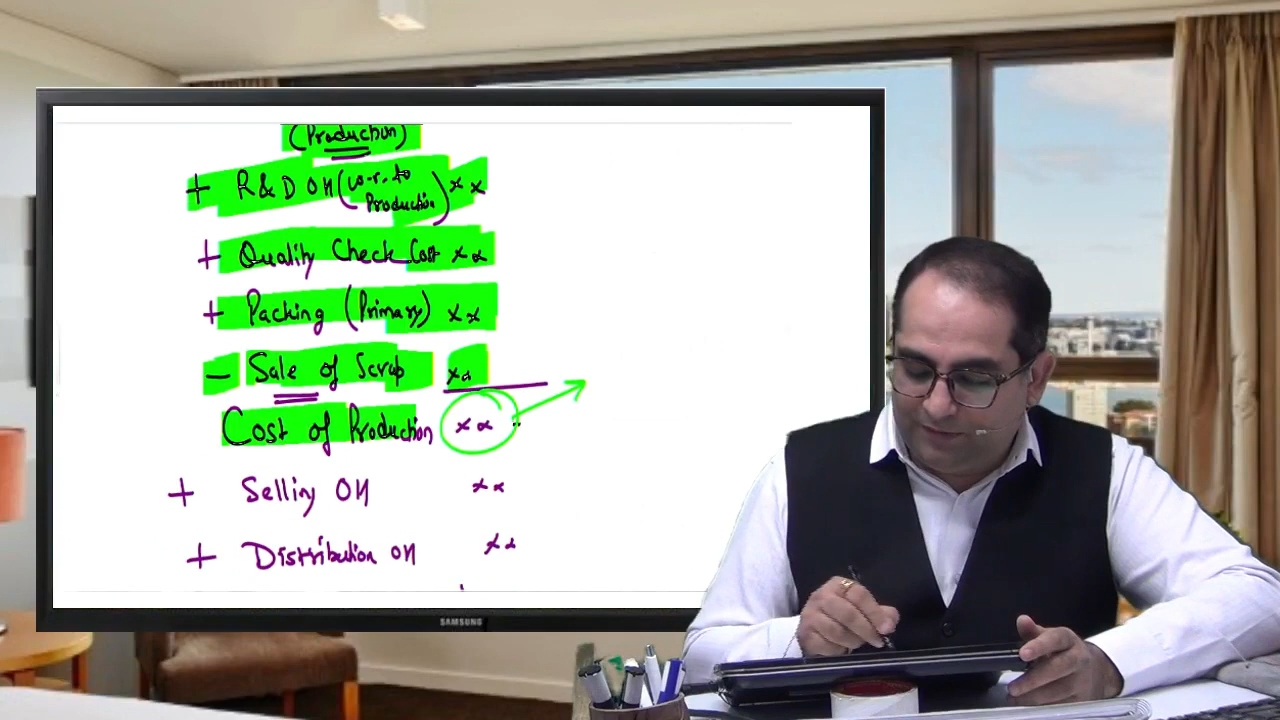 (Production)
+ R&D OH (w.r. to Production) xx
+ Quality Check Cost xx
+ Packing (Primary) xx
- Sale of Scrap xx
Cost of Production xx
+ Selling OH xx
+ Distribution OH xx
SAMSUNG